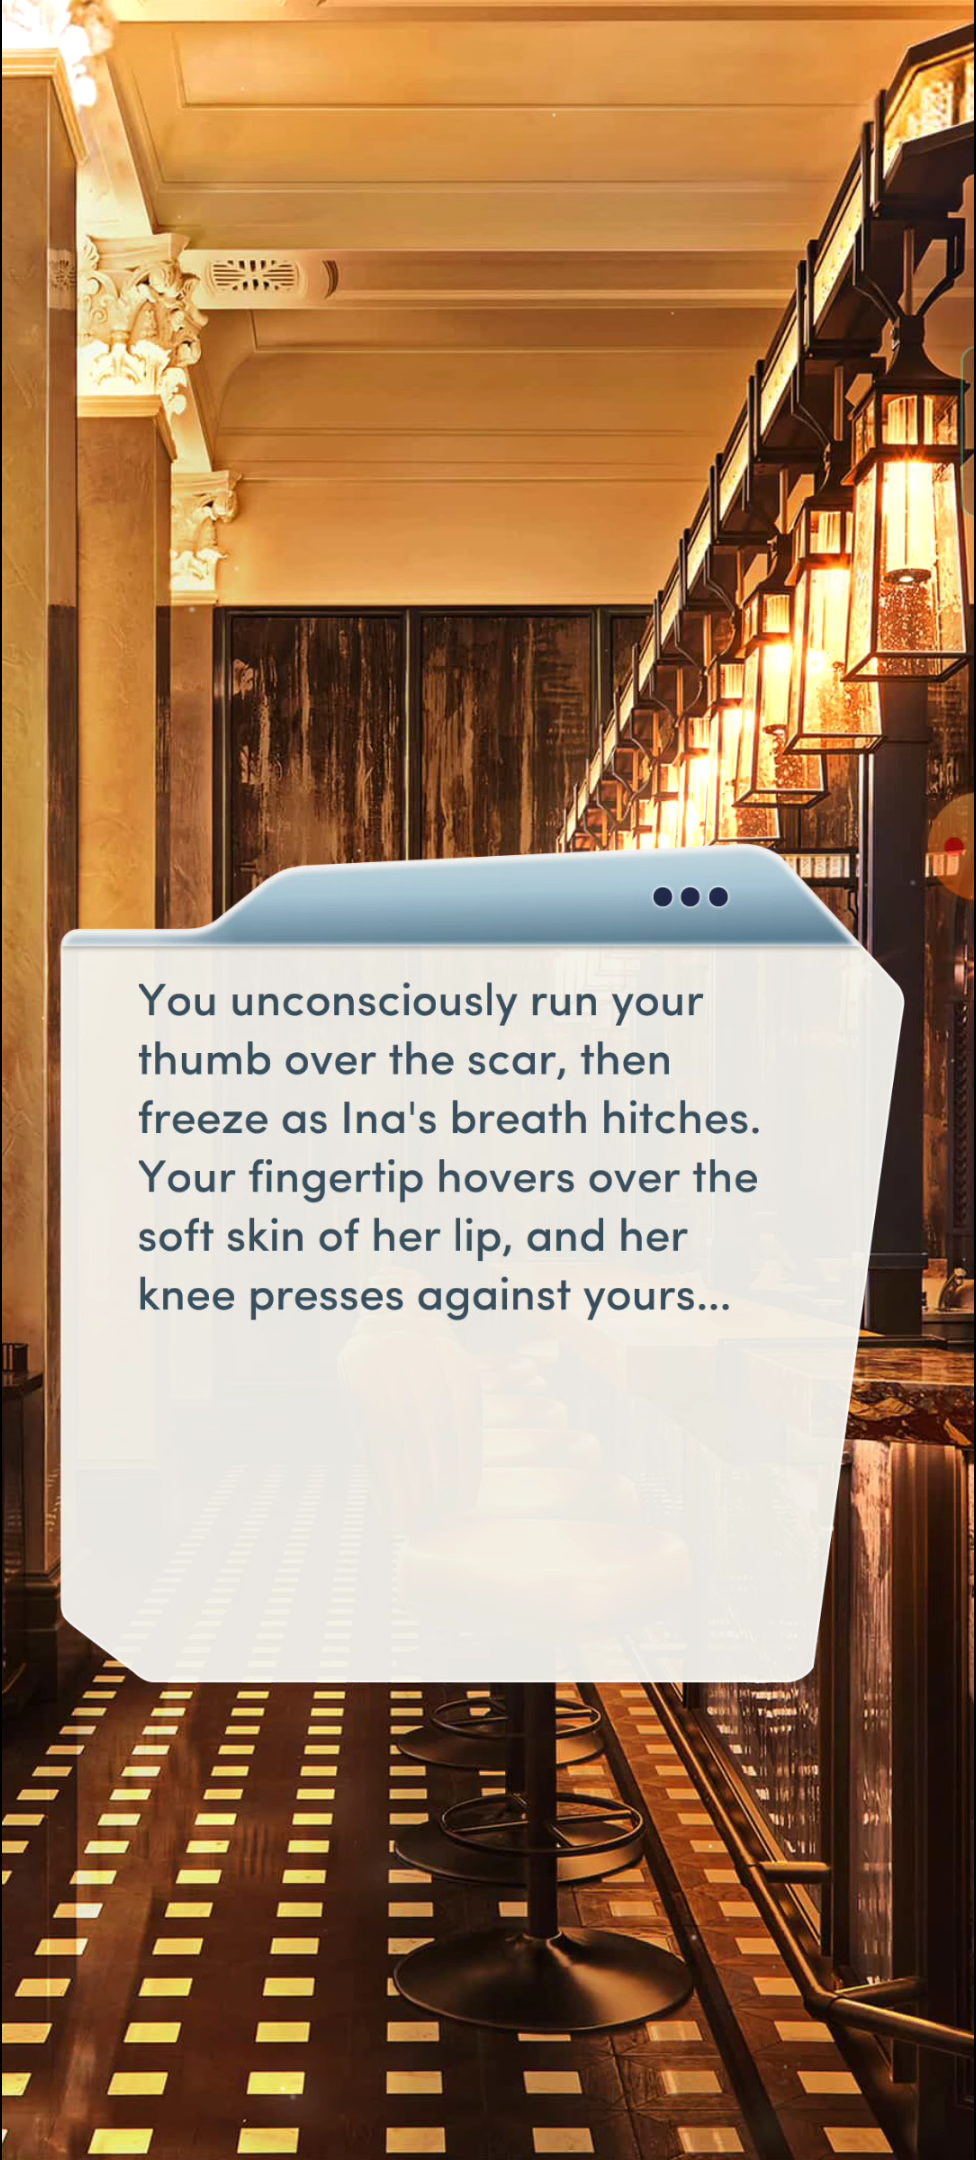 You unconsciously run your
thumb over the scar, then
freeze as Ina's breath hitches.
Your fingertip hovers over the
soft skin of her lip, and her
knee presses against yours...